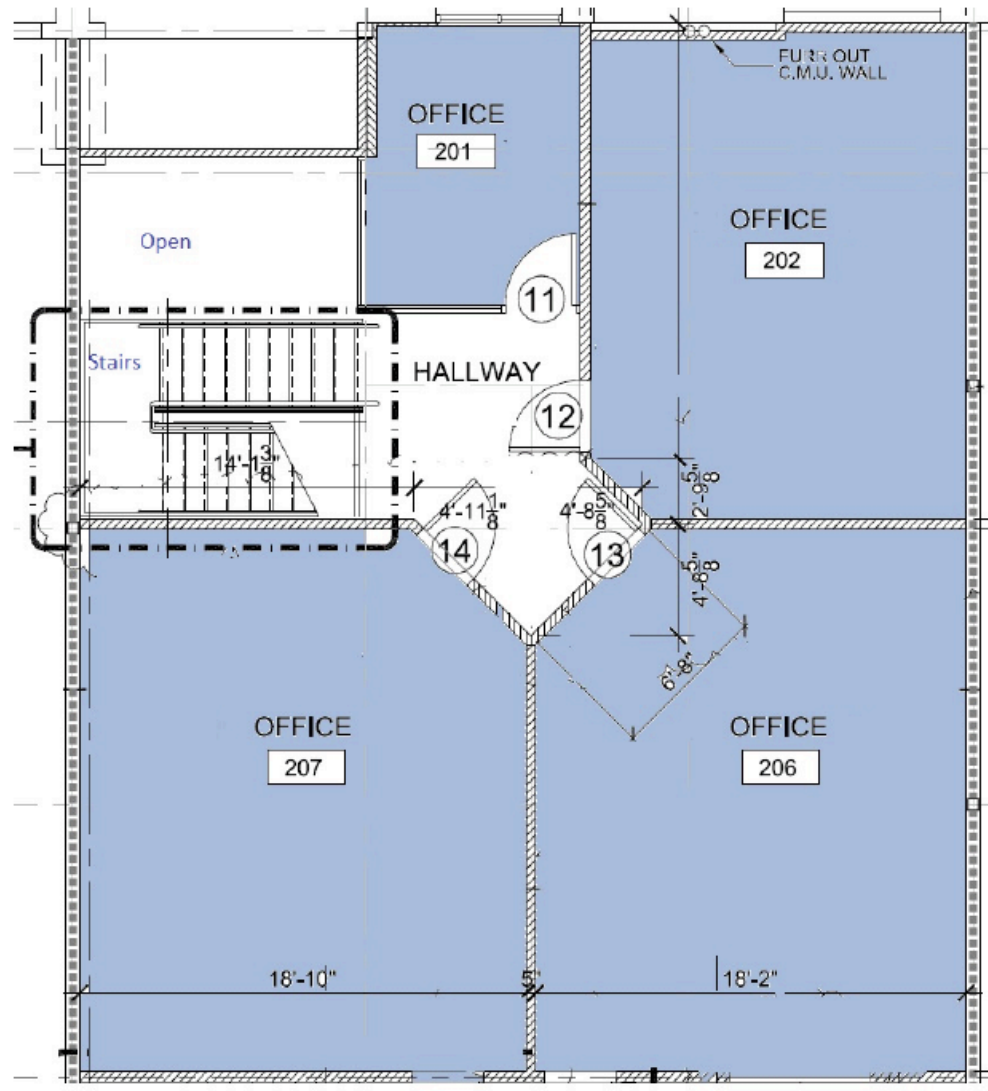 FURR OUT
C.M.U. WALL
OFFICE
201
OFFICE
202
Open
11
Stairs
HALLWAY
12
14'-1 3/8"
2'-9 5/8"
4'-11 1/8"
4'-8 5/8"
14
13
4'-8 5/8"
6'-8"
OFFICE
207
OFFICE
206
18'-10"
5"
18'-2"